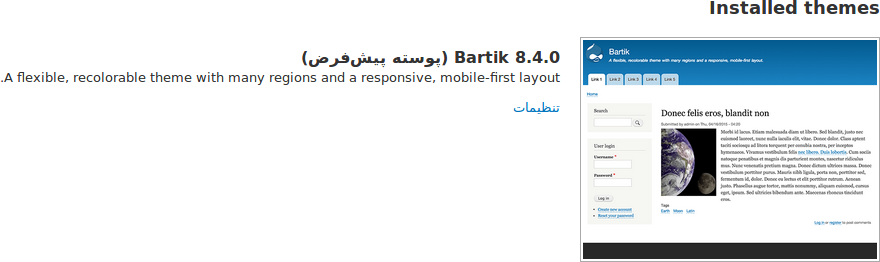 Installed themes
Bartik 8.4.0 (پوسته پیش‌فرض)
A flexible, recolorable theme with many regions and a responsive, mobile-first layout.
تنظیمات
Bartik
A flexible, recolorable theme with many regions and a responsive, mobile-first layout.
Link 1 Link 2 Link 3 Link 4 Link 5
Home
Search
User login
Username *
Password *
Log in
Create new account
Reset your password
Donec felis eros, blandit non
Submitted by admin on Thu,
Morbi id lacus. Etiam malesuada diam ut libero. Sed blandit, justo nec
euismod laoreet, nunc nulla iaculis elit, vitae. Donec dolor. Class aptent
taciti sociosqu ad litora torquent per conubia nostra, per inceptos
hymenaeos. Vivamus vestibulum felis nec libero. Duis lobortis. Cum sociis
natoque penatibus et magnis dis parturient montes, nascetur ridiculus
mus. Nunc venenatis pretium magna. Donec dictum ultrices massa. Donec
vestibulum porttitor purus. Mauris nibh ligula, porta non, porttitor sed,
fermentum id, dolor. Donec eu lectus et elit porttitor rutrum. Aenean
justo. Phasellus augue tortor, mattis nonummy, aliquam euismod, cursus
eget, ipsum. Sed ultricies bibendum ante. Maecenas rhoncus tincidunt
eros.
Tags
Earth Moon Latin
Log in or register to post comments